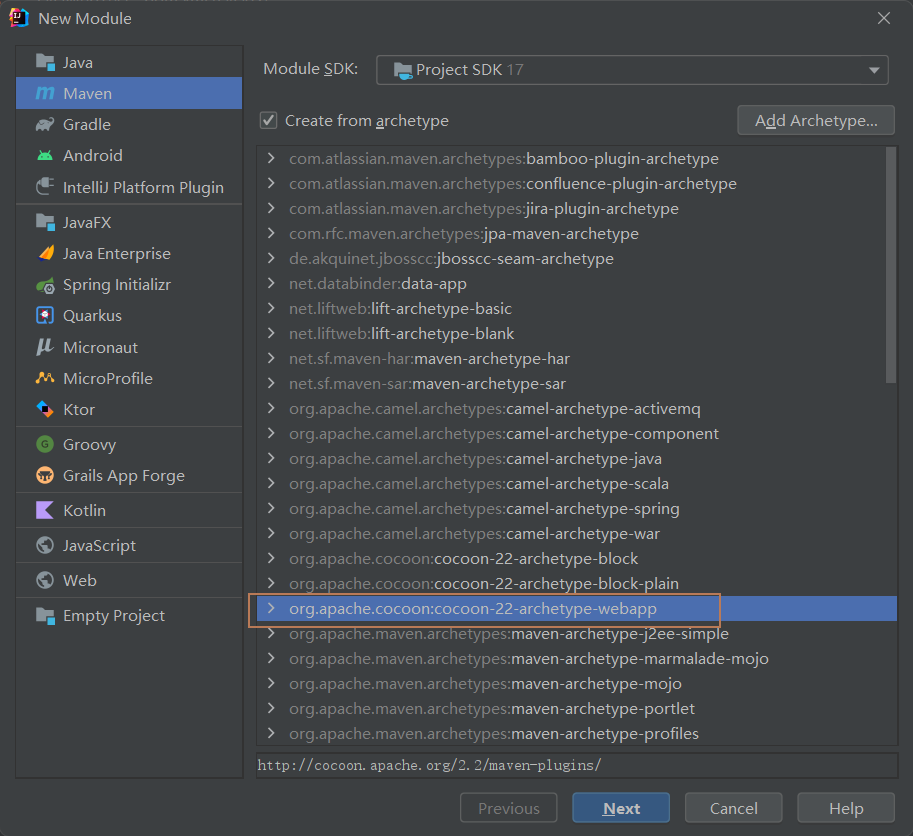 New Module
Java
Maven
Gradle
Android
IntelliJ Platform Plugin
JavaFX
Java Enterprise
Spring Initializr
Quarkus
Micronaut
MicroProfile
Ktor
Groovy
Grails App Forge
Kotlin
JavaScript
Web
Empty Project
Module SDK: Project SDK 17
Create from archetype Add Archetype...
com.atlassian.maven.archetypes:bamboo-plugin-archetype
com.atlassian.maven.archetypes:confluence-plugin-archetype
com.atlassian.maven.archetypes:jira-plugin-archetype
com.rfc.maven.archetypes:jpa-maven-archetype
de.akquinet.jbosscc:jbosscc-seam-archetype
net.databinder:data-app
net.liftweb:lift-archetype-basic
net.liftweb:lift-archetype-blank
net.sf.maven-har:maven-archetype-har
net.sf.maven-sar:maven-archetype-sar
org.apache.camel.archetypes:camel-archetype-activemq
org.apache.camel.archetypes:camel-archetype-component
org.apache.camel.archetypes:camel-archetype-java
org.apache.camel.archetypes:camel-archetype-scala
org.apache.camel.archetypes:camel-archetype-spring
org.apache.camel.archetypes:camel-archetype-war
org.apache.cocoon:cocoon-22-archetype-block
org.apache.cocoon:cocoon-22-archetype-block-plain
org.apache.cocoon:cocoon-22-archetype-webapp
org.apache.maven.archetypes:maven-archetype-j2ee-simple
org.apache.maven.archetypes:maven-archetype-marmalade-mojo
org.apache.maven.archetypes:maven-archetype-mojo
org.apache.maven.archetypes:maven-archetype-portlet
org.apache.maven.archetypes:maven-archetype-profiles
http://cocoon.apache.org/2.2/maven-plugins/
Previous Next Cancel Help